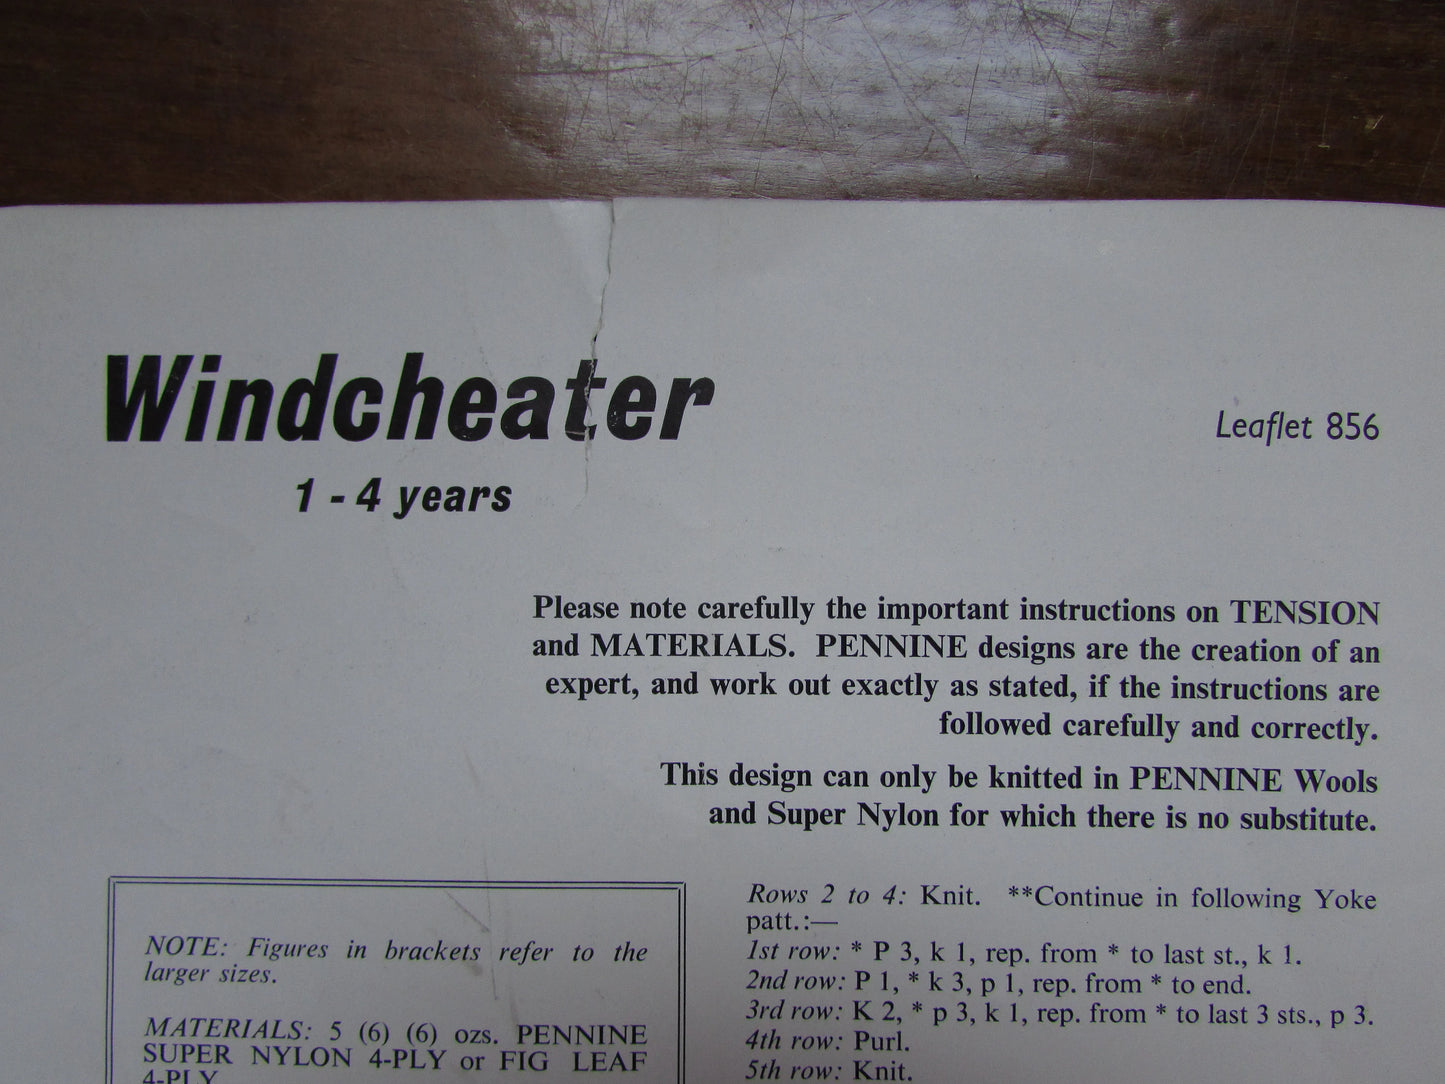 Windcheater
1 - 4 years
Leaflet 856
Please note carefully the important instructions on TENSION
and MATERIALS. PENNINE designs are the creation of an
expert, and work out exactly as stated, if the instructions are
followed carefully and correctly.
This design can only be knitted in PENNINE Wools
and Super Nylon for which there is no substitute.
NOTE: Figures in brackets refer to the
larger sizes.
MATERIALS: 5 (6) (6) ozs. PENNINE
SUPER NYLON 4-PLY or FIG LEAF
4-PLY
Rows 2 to 4: Knit. **Continue in following Yoke
patt.:—
1st row: * P 3, k 1, rep. from * to last st., k 1.
2nd row: P 1, * k 3, p 1, rep. from * to end.
3rd row: K 2, * p 3, k 1, rep. from * to last 3 sts., p 3.
4th row: Purl.
5th row: Knit.